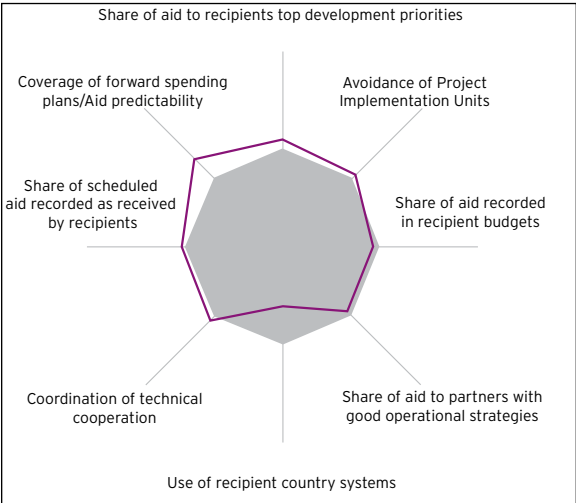 Share of aid to recipients top development priorities
Coverage of forward spending
plans/Aid predictability
Avoidance of Project
Implementation Units
Share of scheduled
aid recorded as received
by recipients
Share of aid recorded
in recipient budgets
Coordination of technical
cooperation
Share of aid to partners with
good operational strategies
Use of recipient country systems